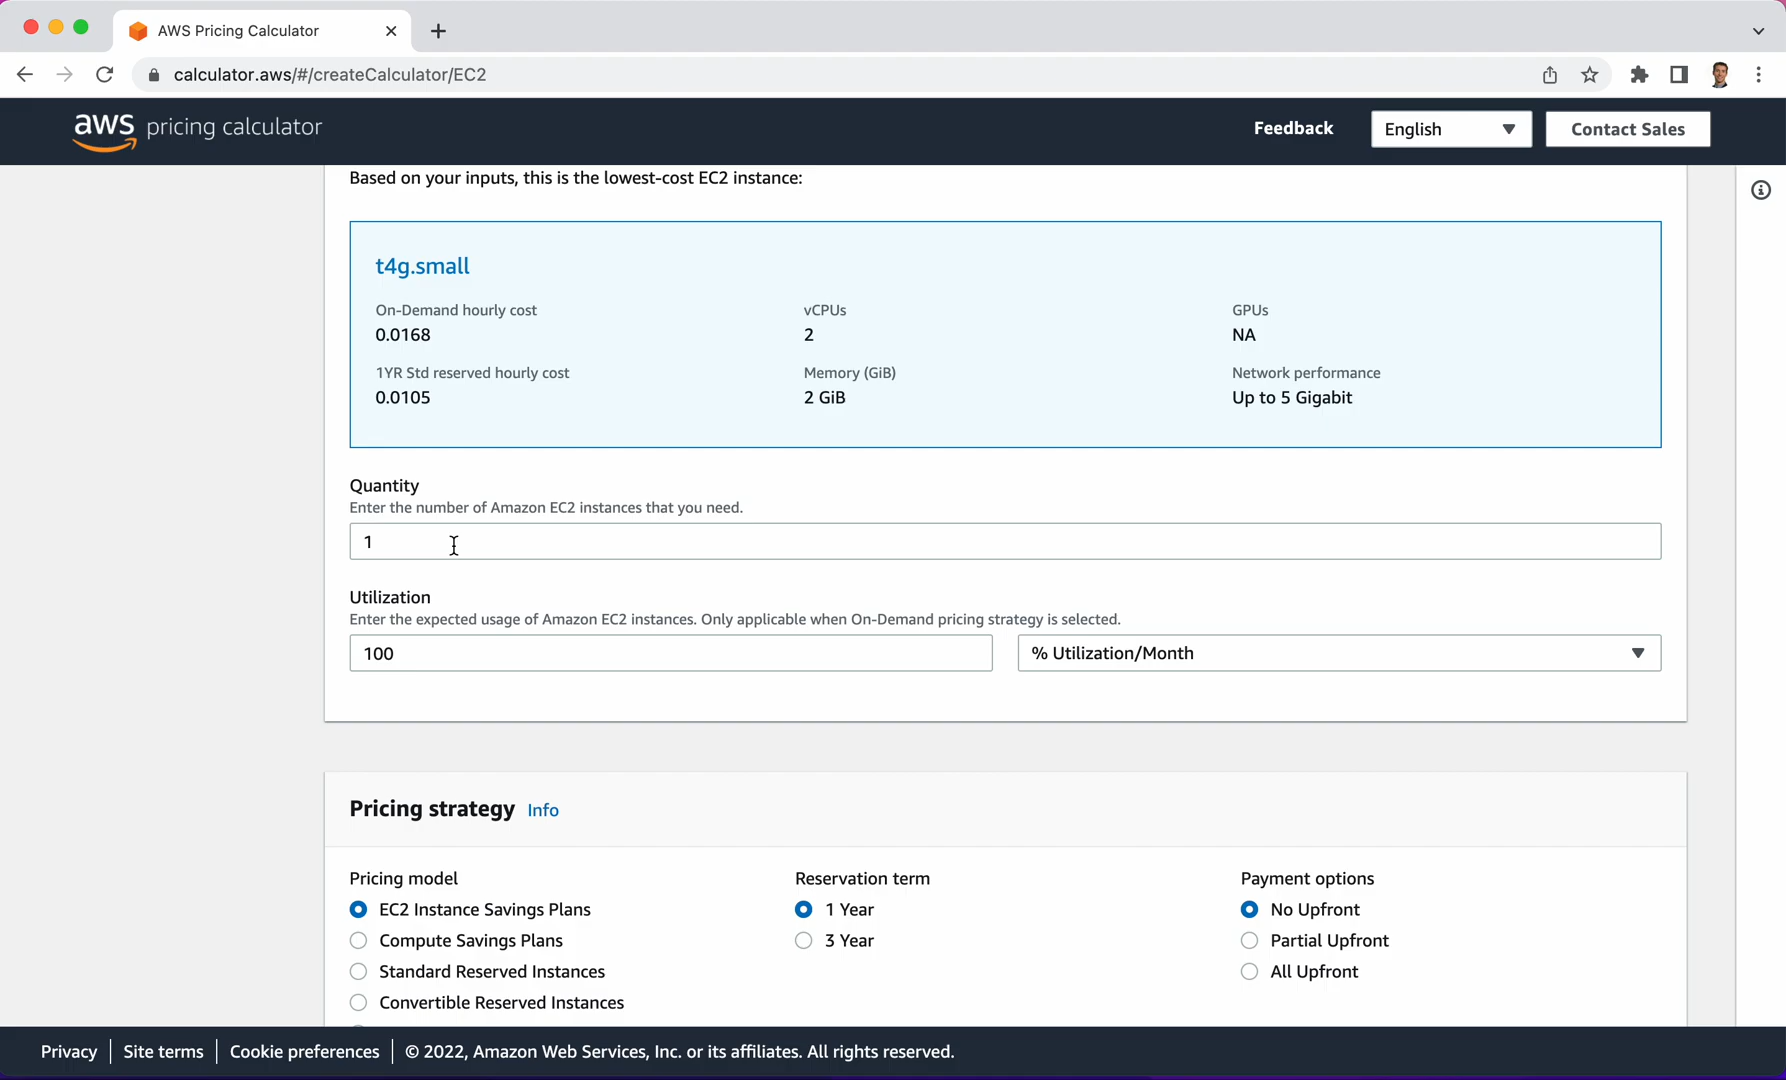 AWS Pricing Calculator
calculator.aws/#/createCalculator/EC2
aws pricing calculator
Feedback
English
Contact Sales
Based on your inputs, this is the lowest-cost EC2 instance:
t4g.small
On-Demand hourly cost
vCPUs
GPUs
0.0168
2
NA
1YR Std reserved hourly cost
Memory (GiB)
Network performance
0.0105
2 GiB
Up to 5 Gigabit
Quantity
Enter the number of Amazon EC2 instances that you need.
1
Utilization
Enter the expected usage of Amazon EC2 instances. Only applicable when On-Demand pricing strategy is selected.
100
% Utilization/Month
Pricing strategy Info
Pricing model
Reservation term
Payment options
EC2 Instance Savings Plans
1 Year
No Upfront
Compute Savings Plans
3 Year
Partial Upfront
Standard Reserved Instances
All Upfront
Convertible Reserved Instances
Privacy
Site terms
Cookie preferences
© 2022, Amazon Web Services, Inc. or its affiliates. All rights reserved.